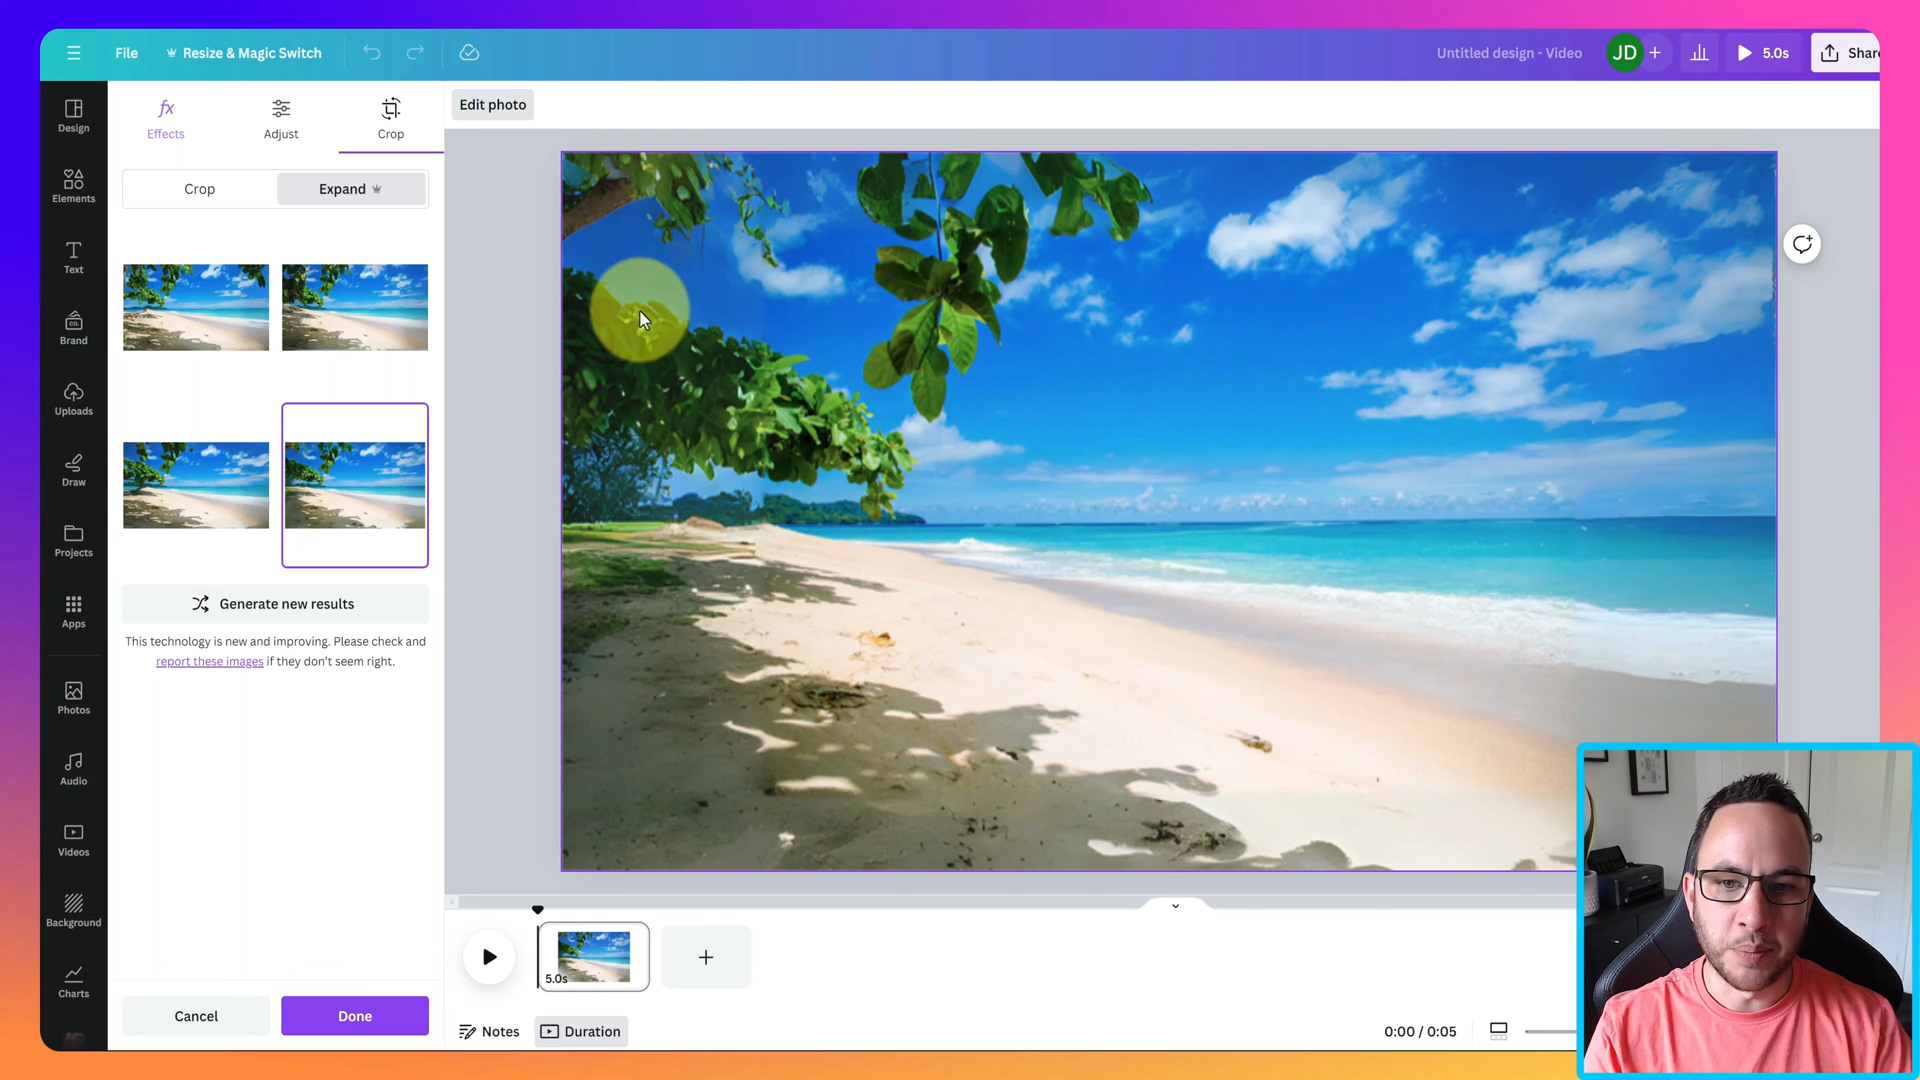 File
Resize & Magic Switch
Untitled design - Video
JD
5.0s
Share
Design
Elements
Text
Brand
CO.
Uploads
Draw
Projects
Apps
Photos
Audio
Videos
Background
Charts
fx
Effects
Adjust
Crop
Crop
Expand
Generate new results
This technology is new and improving. Please check and
report these images if they don't seem right.
Cancel
Done
Edit photo
5.0s
Notes
Duration
0:00 / 0:05